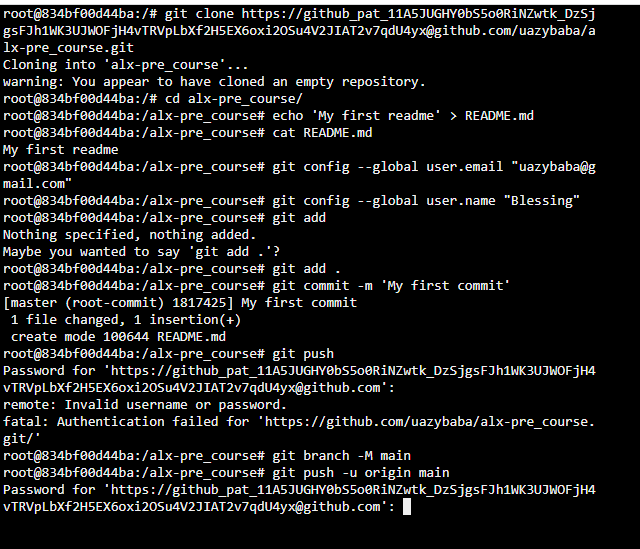 root@834bf00d44ba:/# git clone https://github_pat_11A5JUGHY0bS5o0RiNZwtk_DzSj
gsFJh1WK3UJWOFjH4vTRVpLbXf2H5EX6oxi2OSu4V2JIAT2v7qdU4yx@github.com/uazybaba/a
lx-pre_course.git
Cloning into 'alx-pre_course'...
warning: You appear to have cloned an empty repository.
root@834bf00d44ba:/# cd alx-pre_course/
root@834bf00d44ba:/alx-pre_course# echo 'My first readme' > README.md
root@834bf00d44ba:/alx-pre_course# cat README.md
My first readme
root@834bf00d44ba:/alx-pre_course# git config --global user.email "uazybaba@g
mail.com"
root@834bf00d44ba:/alx-pre_course# git config --global user.name "Blessing"
root@834bf00d44ba:/alx-pre_course# git add
Nothing specified, nothing added.
Maybe you wanted to say 'git add .'?
root@834bf00d44ba:/alx-pre_course# git add .
root@834bf00d44ba:/alx-pre_course# git commit -m 'My first commit'
[master (root-commit) 1817425] My first commit
 1 file changed, 1 insertion(+)
 create mode 100644 README.md
root@834bf00d44ba:/alx-pre_course# git push
Password for 'https://github_pat_11A5JUGHY0bS5o0RiNZwtk_DzSjgsFJh1WK3UJWOFjH4
vTRVpLbXf2H5EX6oxi2OSu4V2JIAT2v7qdU4yx@github.com':
remote: Invalid username or password.
fatal: Authentication failed for 'https://github.com/uazybaba/alx-pre_course.
git/'
root@834bf00d44ba:/alx-pre_course# git branch -M main
root@834bf00d44ba:/alx-pre_course# git push -u origin main
Password for 'https://github_pat_11A5JUGHY0bS5o0RiNZwtk_DzSjgsFJh1WK3UJWOFjH4
vTRVpLbXf2H5EX6oxi2OSu4V2JIAT2v7qdU4yx@github.com':